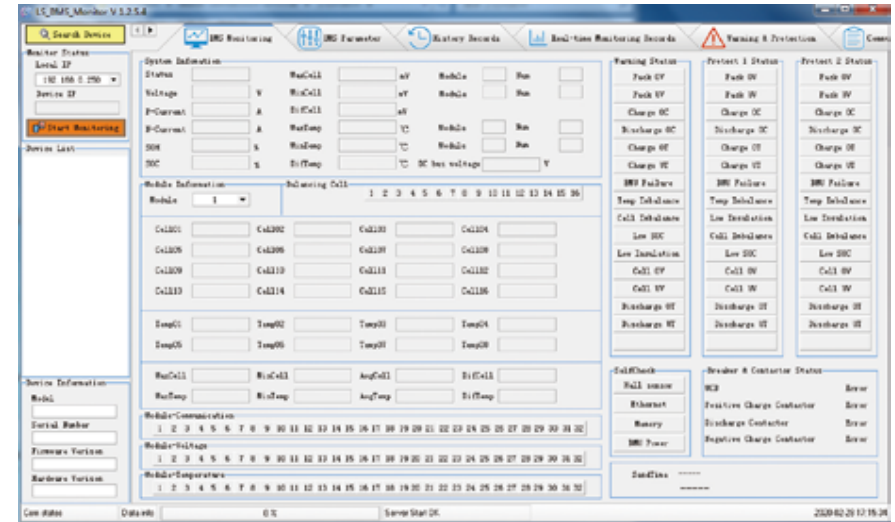 LS_BMS_Monitor V 1.2.5.4
Search Device
BMS Monitoring
BMS Parameter
History Records
Real-time Monitoring Records
Warning & Protection
Monitor Status
Local IP
192.168.0.250
Device IP
Start Monitoring
Device List
System Infomation
Status MaxCell mV Module Num
Voltage V MinCell mV Module Num
P-Current A DifCell mV
A MaxTemp ℃ Module Num
SOH % MinTemp ℃ Module Num
SOC % DifTemp ℃ DC bus voltage V
Module Information
Module 1
Balancing Cell
1 2 3 4 5 6 7 8 9 10 11 12 13 14 15 16
Cell01 Cell02 Cell03 Cell04
Cell05 Cell06 Cell07 Cell08
Cell09 Cell10 Cell11 Cell12
Cell13 Cell14 Cell15 Cell16
Temp01 Temp02 Temp03 Temp04
Temp05 Temp06 Temp07 Temp08
MaxCell MinCell AvgCell DifCell
MaxTemp MinTemp AvgTemp DifTemp
Module-Communication
1 2 3 4 5 6 7 8 9 10 11 12 13 14 15 16 17 18 19 20 21 22 23 24 25 26 27 28 29 30 31 32
Module-Voltage
1 2 3 4 5 6 7 8 9 10 11 12 13 14 15 16 17 18 19 20 21 22 23 24 25 26 27 28 29 30 31 32
Module-Temperature
1 2 3 4 5 6 7 8 9 10 11 12 13 14 15 16 17 18 19 20 21 22 23 24 25 26 27 28 29 30 31 32
Warning Status Protect 1 Status Protect 2 Status
Pack OV Pack OV Pack OV
Pack UV Pack UV Pack UV
Charge OC Charge OC Charge OC
Discharge OC Discharge OC Discharge OC
Charge OT Charge OT Charge OT
Charge UT Charge UT Charge UT
BMU Failure BMU Failure BMU Failure
Temp Imbalance Temp Imbalance Temp Imbalance
Cell Imbalance Low Insulation Low Insulation
Low SOC Cell Imbalance Cell Imbalance
Low Insulation Low SOC Low SOC
Cell OV Cell OV Cell OV
Cell UV Cell UV Cell UV
Discharge OT Discharge OT Discharge OT
Discharge UT Discharge UT Discharge UT
SelfCheck
Hall sensor
Ethernet
Memory
BMU Power
Breaker & Contactor Status
MCB Error
Positive Charge Contactor Error
Discharge Contactor Error
Negative Charge Contactor Error
SendTime ------
------
Device Information
Model
Serial Number
Firmware Version
Hardware Version
Com states Data info 0 % Server Start OK. 2020-02-28 17:15:31